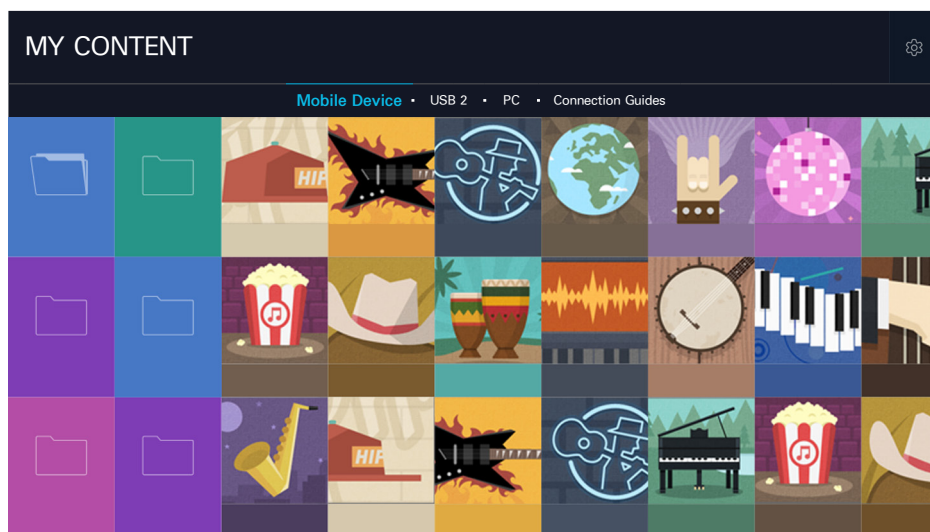 MY CONTENT
Mobile Device • USB 2 • PC • Connection Guides
HIP
HIP